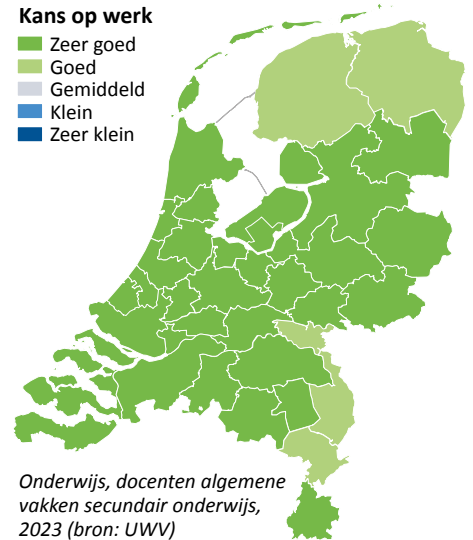 Kans op werk
Zeer goed
Goed
Gemiddeld
Klein
Zeer klein
Onderwijs, docenten algemene
vakken secundair onderwijs,
2023 (bron: UWV)